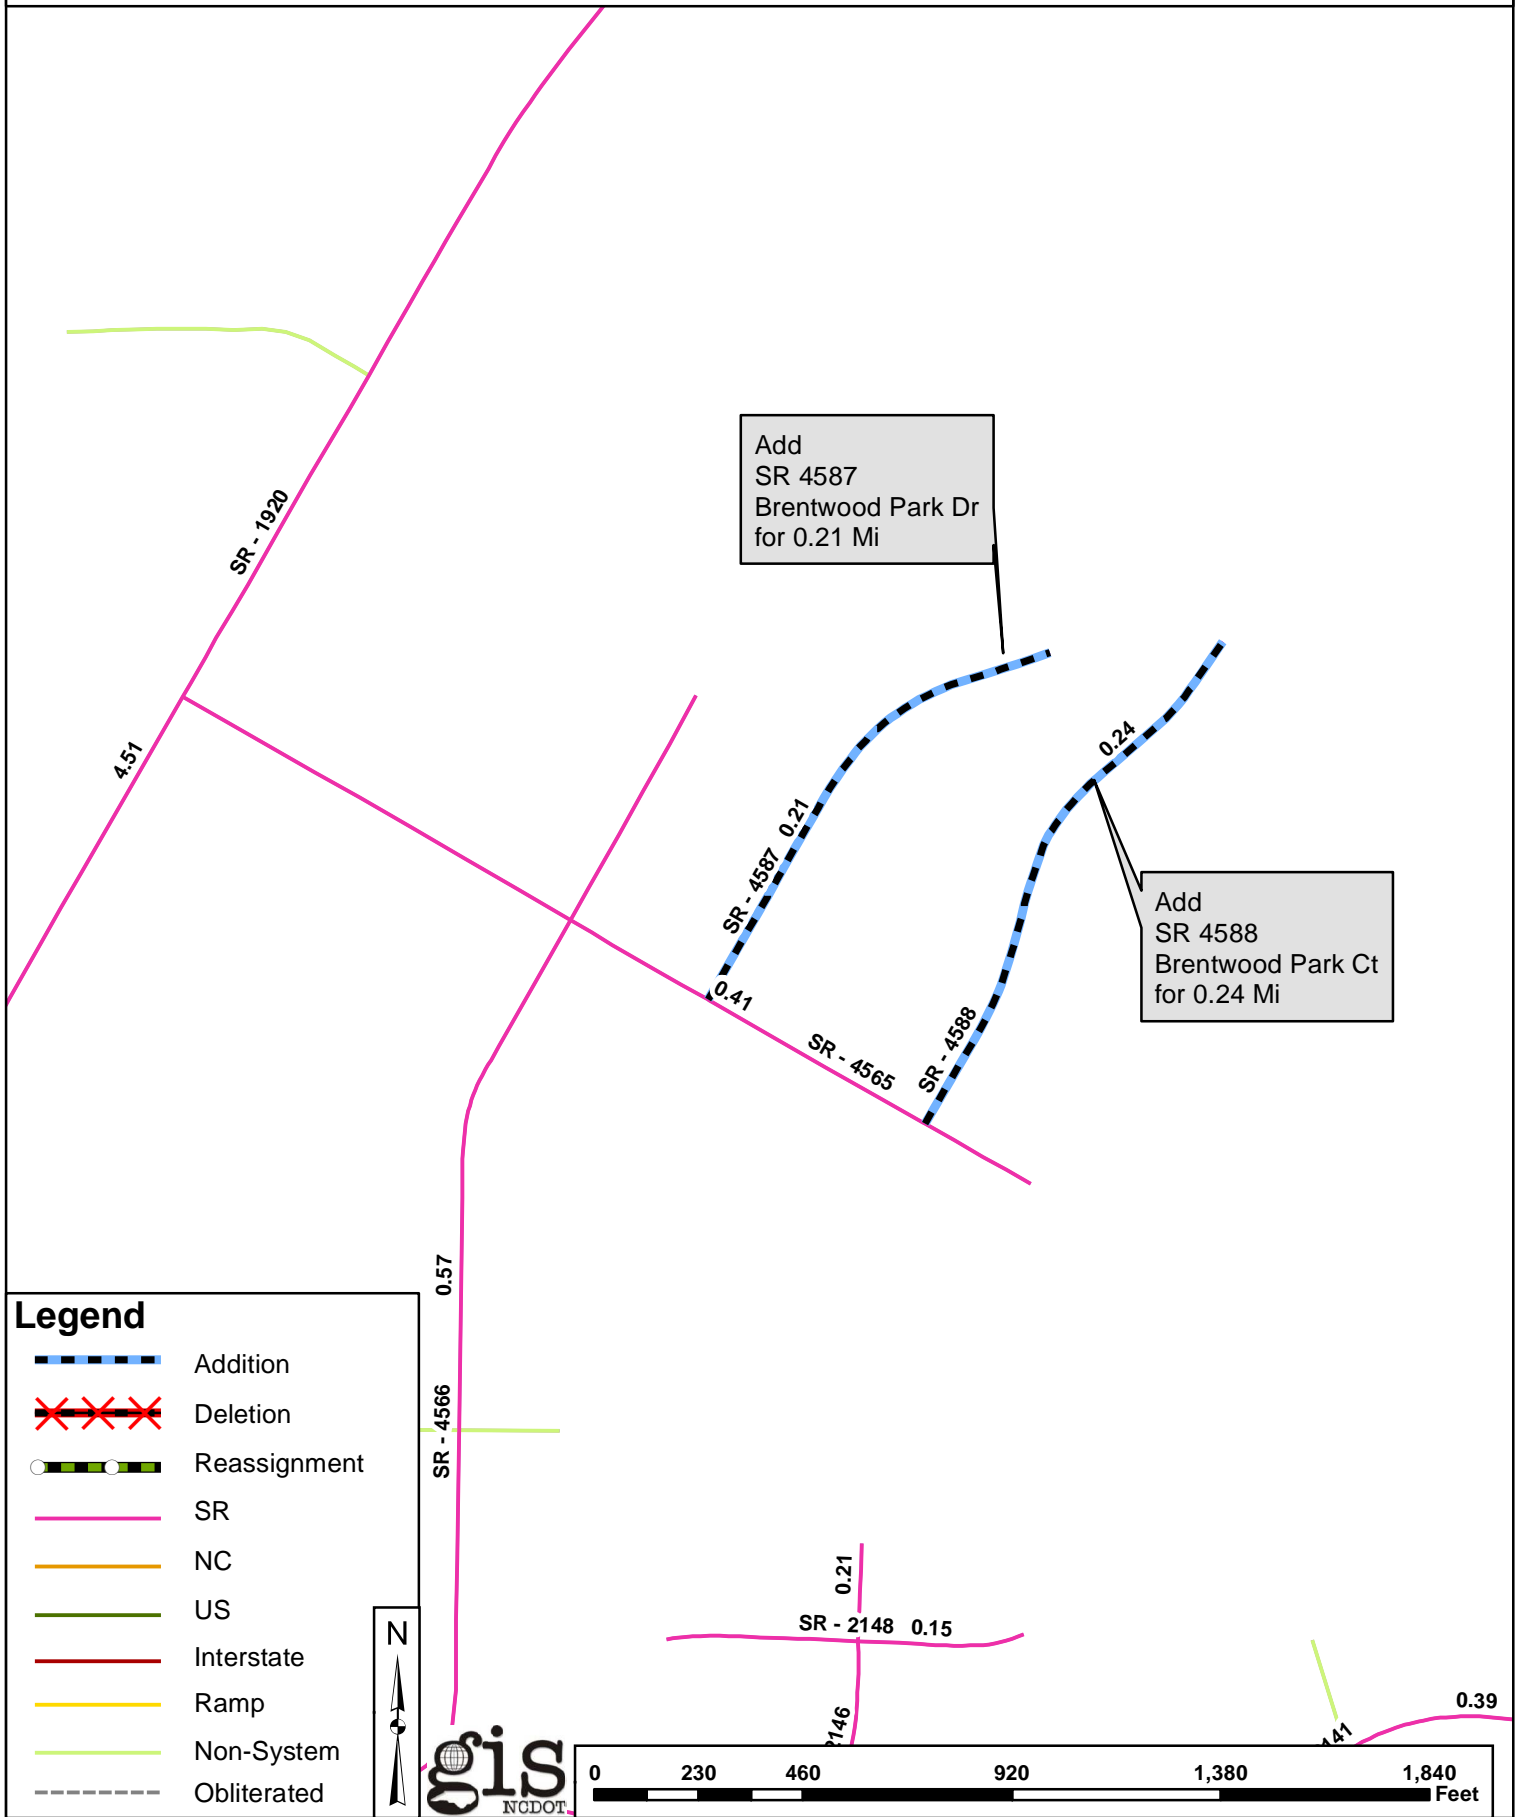 SR - 1920
4.51
Add
SR 4587
Brentwood Park Dr
for 0.21 Mi
0.24
SR - 4587 0.21
Add
SR 4588
Brentwood Park Ct
for 0.24 Mi
0.41
SR - 4565
SR - 4588
0.57
SR - 4566
Legend
Addition
Deletion
Reassignment
SR
NC
US
Interstate
Ramp
Non-System
Obliterated
N
gis
NCDOT
0.21
SR - 2148 0.15
2146
141
0.39
0 230 460 920 1,380 1,840
Feet